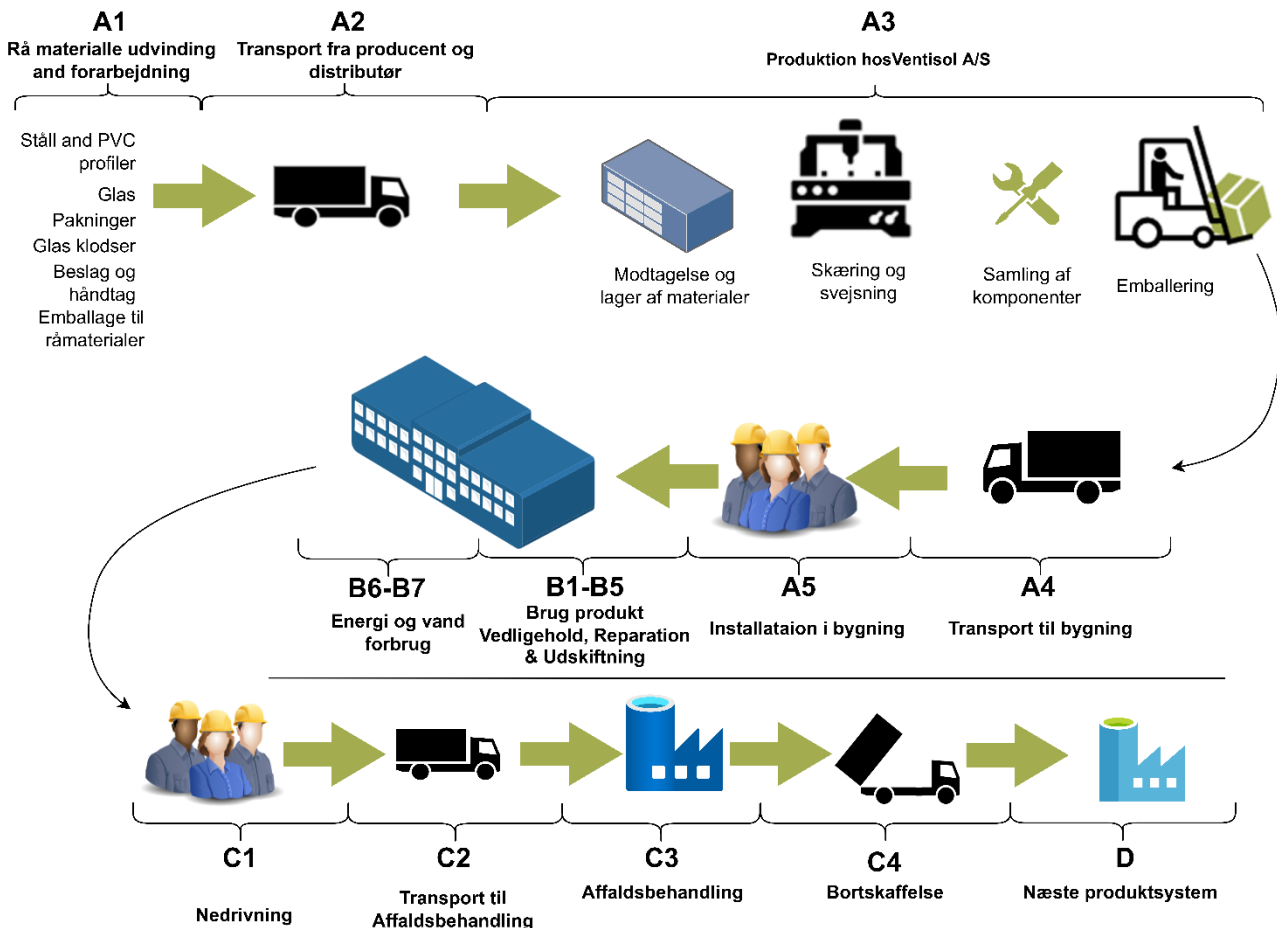 A1
Rå materialle udvinding
and forarbejdning
A2
Transport fra producent og
distributør
A3
Produktion hosVentisol A/S
Ståll and PVC
profiler
Glas
Pakninger
Glas klodser
Beslag og
håndtag
Emballage til
råmaterialer
Modtagelse og
lager af materialer
Skæring og
svejsning
Samling af
komponenter
Emballering
B6-B7
Energi og vand
forbrug
B1-B5
Brug produkt
Vedligehold, Reparation
& Udskiftning
A5
Installataion i bygning
A4
Transport til bygning
C1
Nedrivning
C2
Transport til
Affaldsbehandling
C3
Affaldsbehandling
C4
Bortskaffelse
D
Næste produktsystem